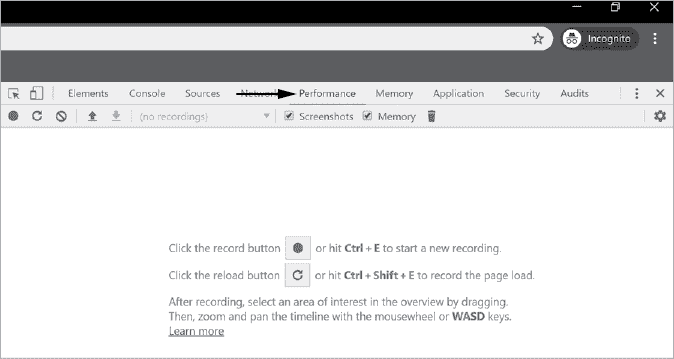 Incognito
Elements Console Sources Network Performance Memory Application Security Audits
(no recordings) Screenshots Memory
Click the record button or hit Ctrl + E to start a new recording.
Click the reload button or hit Ctrl + Shift + E to record the page load.
After recording, select an area of interest in the overview by dragging.
Then, zoom and pan the timeline with the mousewheel or WASD keys.
Learn more